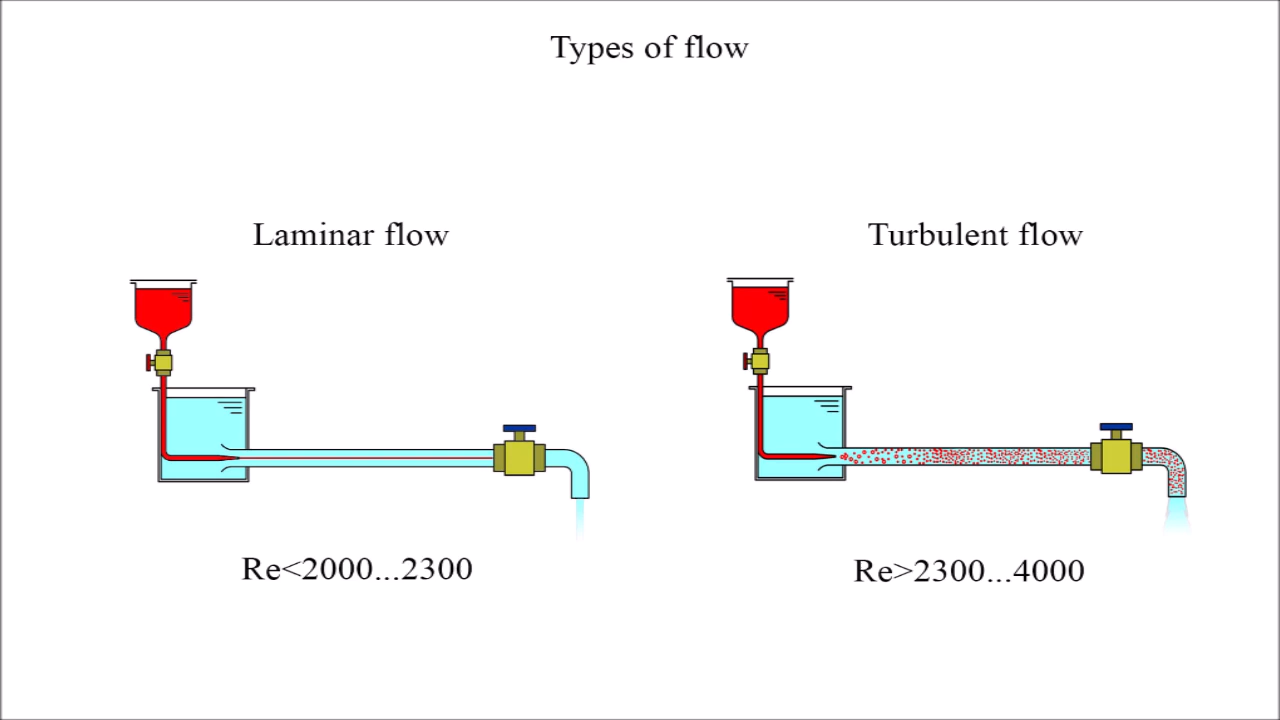 Types of flow
Laminar flow
Turbulent flow
Re<2000...2300
Re>2300...4000